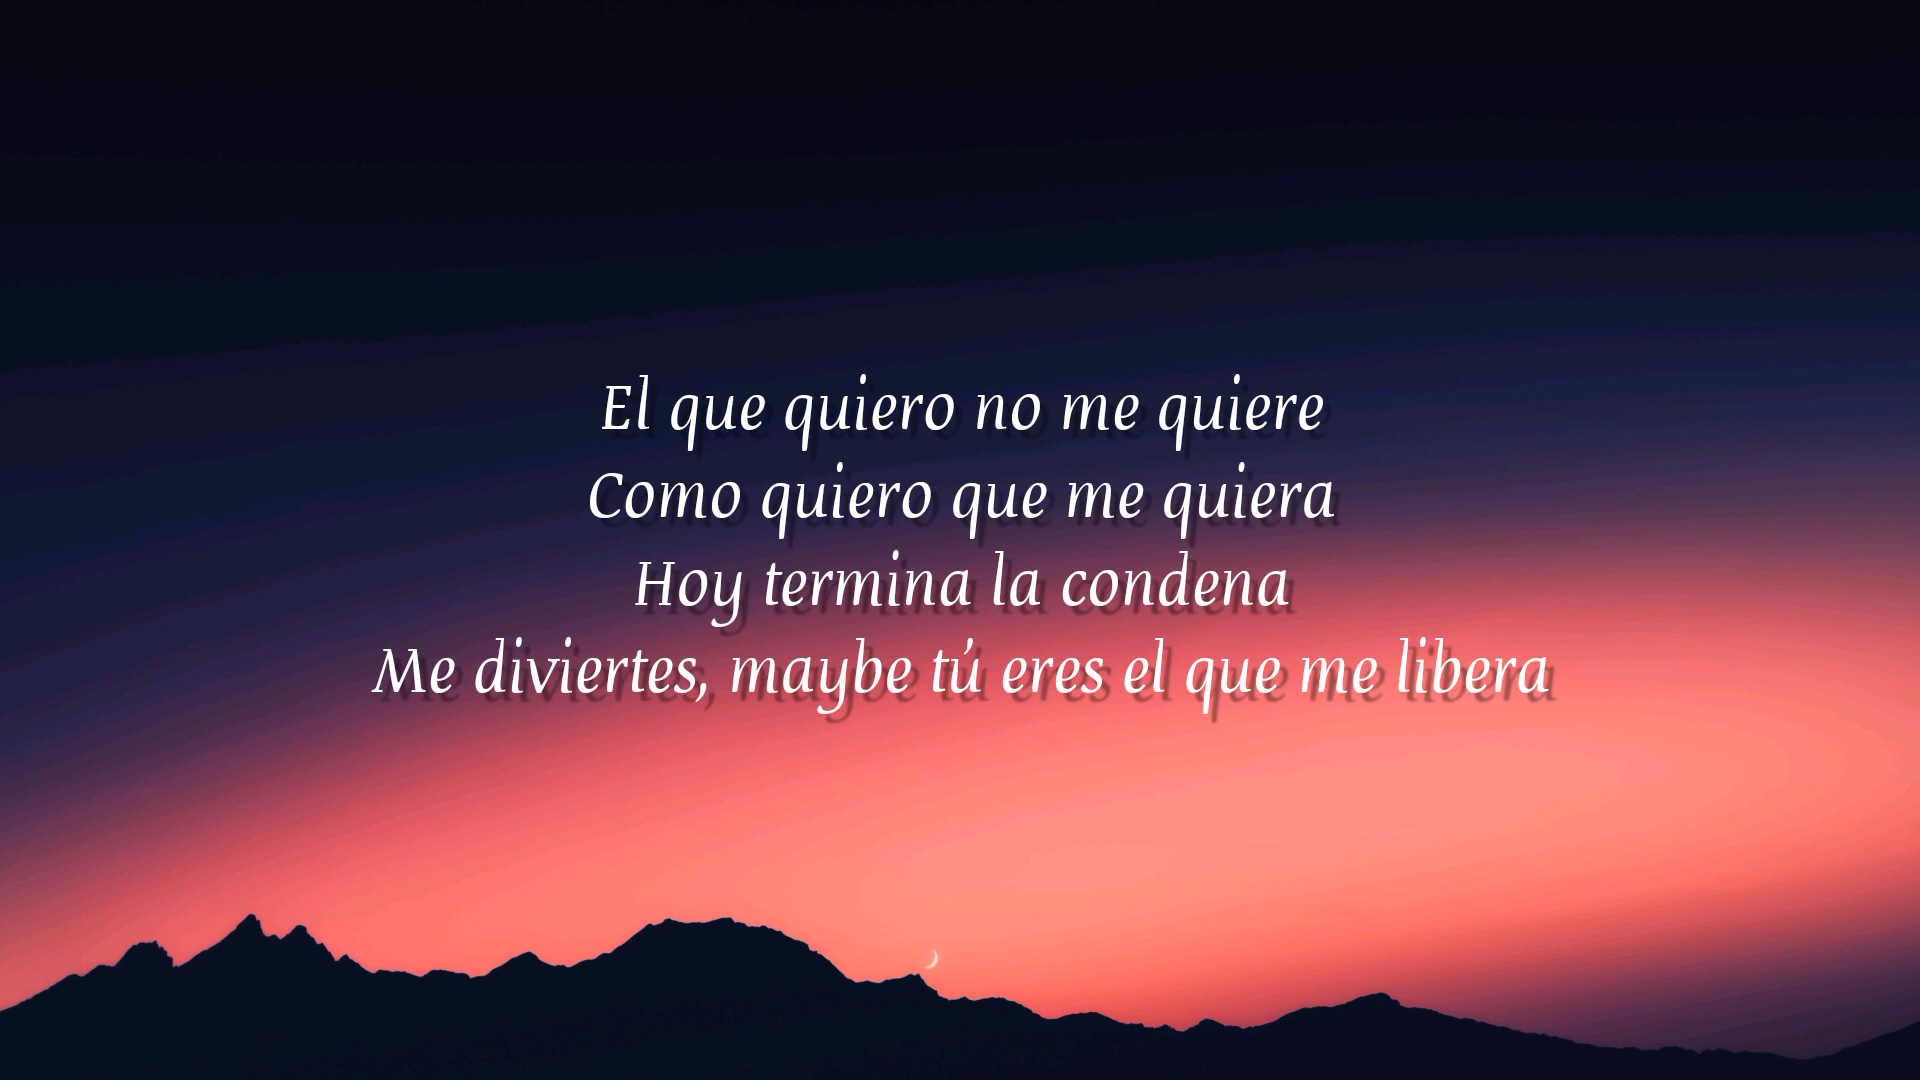 El que quiero no me quiere
Como quiero que me quiera
Hoy termina la condena
Me diviertes, maybe tú eres el que me libera